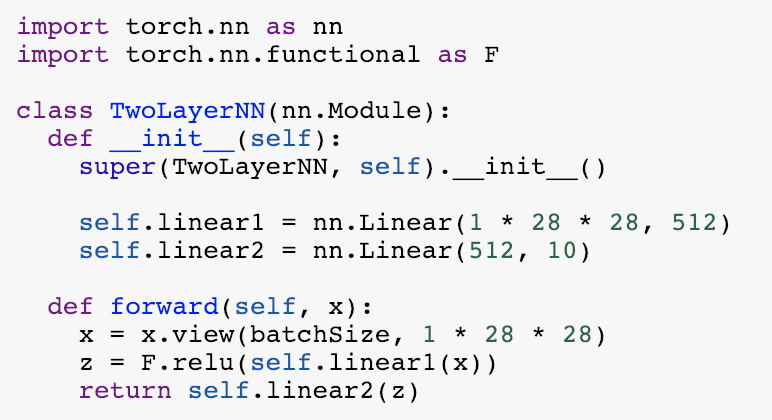 import torch.nn as nn
import torch.nn.functional as F

class TwoLayerNN(nn.Module):
  def __init__(self):
    super(TwoLayerNN, self).__init__()

    self.linear1 = nn.Linear(1 * 28 * 28, 512)
    self.linear2 = nn.Linear(512, 10)

  def forward(self, x):
    x = x.view(batchSize, 1 * 28 * 28)
    z = F.relu(self.linear1(x))
    return self.linear2(z)